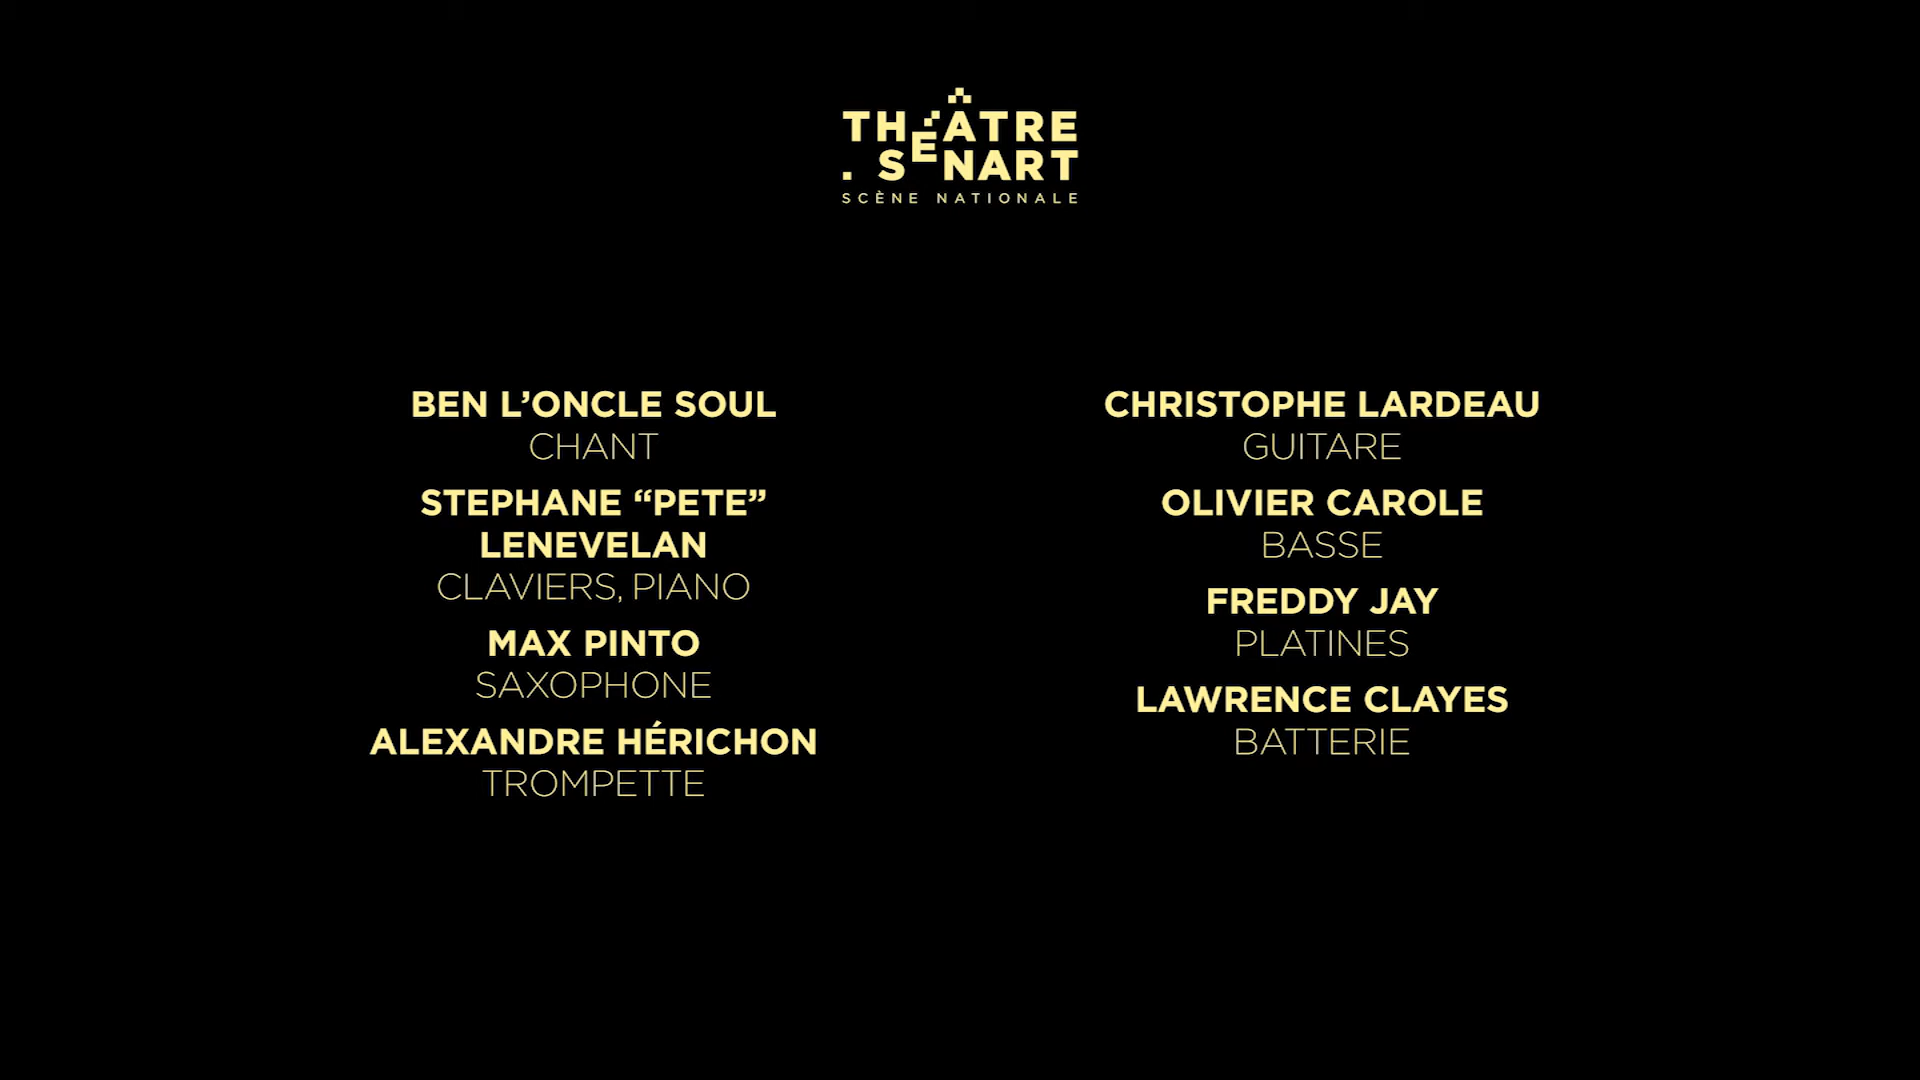 THÉÂTRE
. SÉNART
SCÈNE NATIONALE
BEN L’ONCLE SOUL
CHANT
STEPHANE “PETE”
LENEVELAN
CLAVIERS, PIANO
MAX PINTO
SAXOPHONE
ALEXANDRE HÉRICHON
TROMPETTE
CHRISTOPHE LARDEAU
GUITARE
OLIVIER CAROLE
BASSE
FREDDY JAY
PLATINES
LAWRENCE CLAYES
BATTERIE